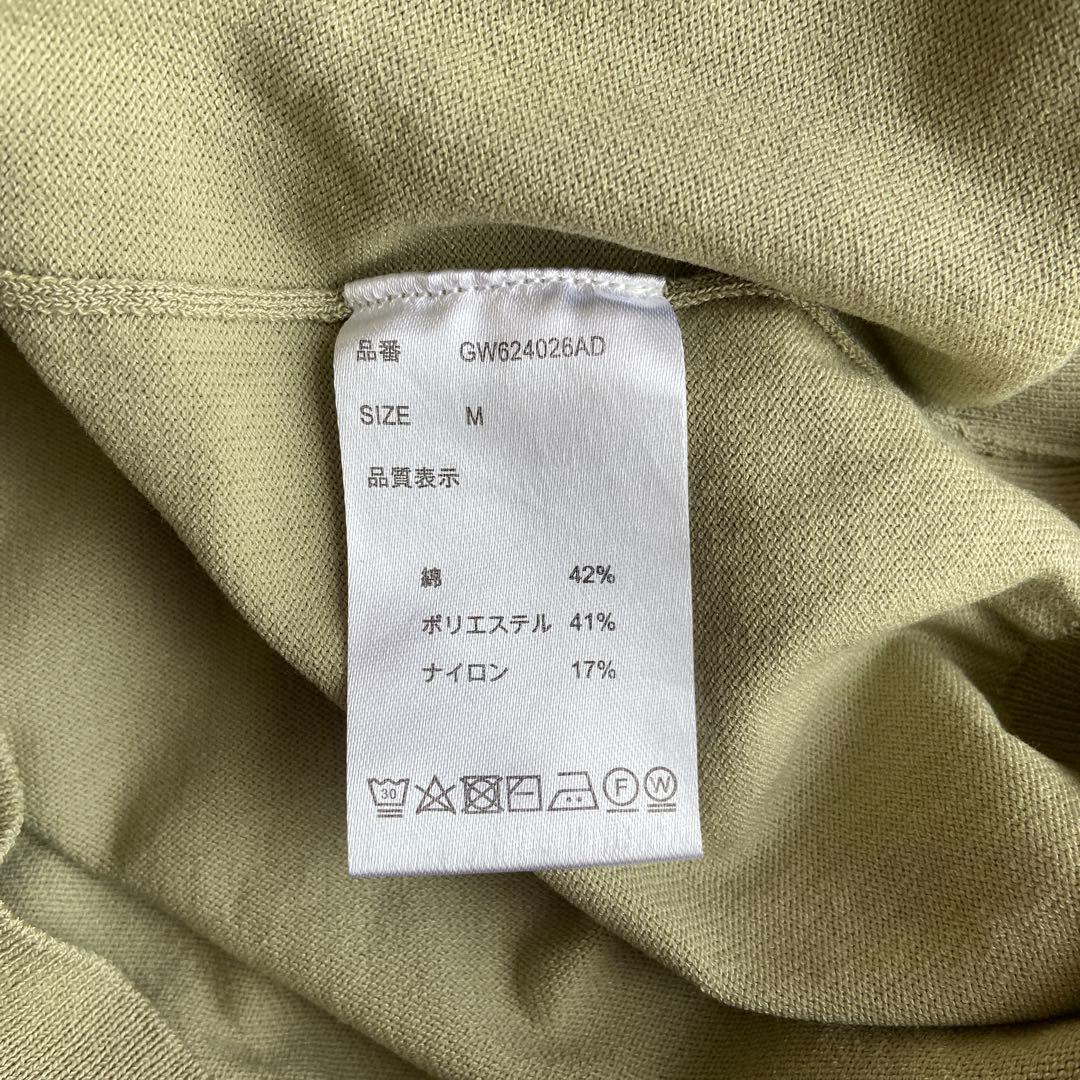 品番 GW624026AD
SIZE M
品質表示
綿 42%
ポリエステル 41%
ナイロン 17%
30 F W